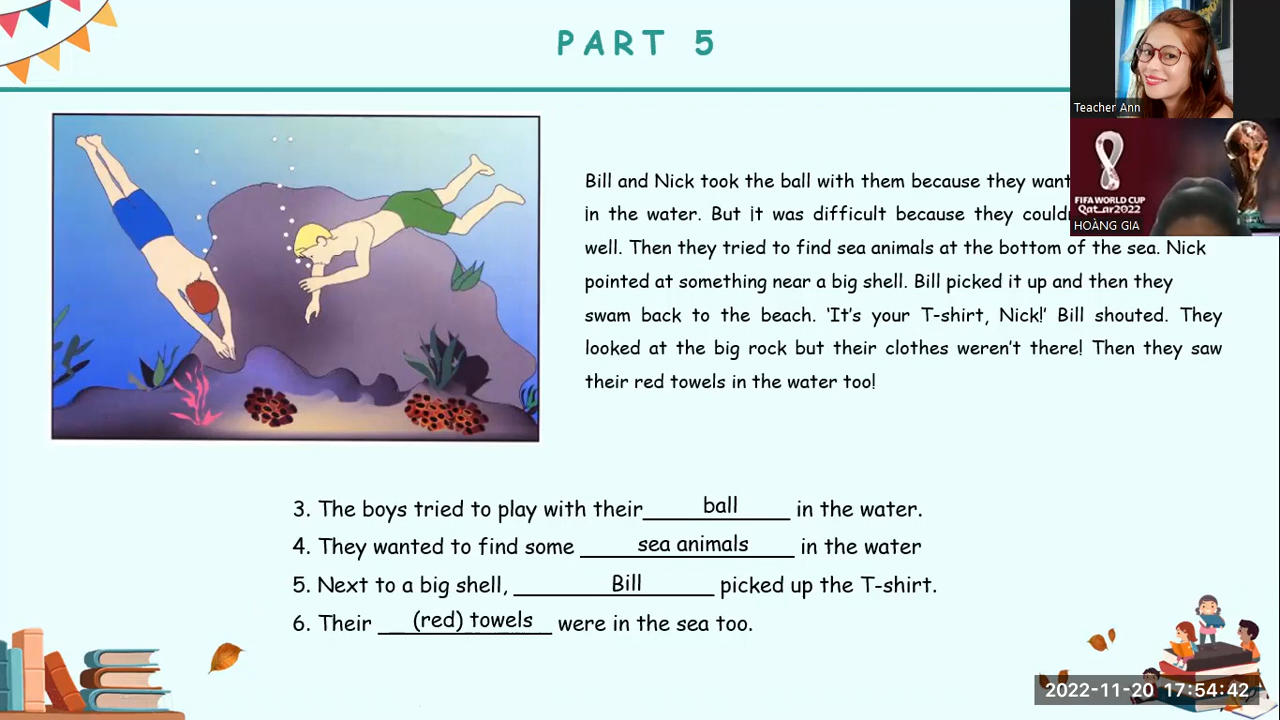 PART 5
Teacher Ann
FIFA WORLD CUP
Qatar2022
HOÀNG GIA
Bill and Nick took the ball with them because they want
in the water. But it was difficult because they could
well. Then they tried to find sea animals at the bottom of the sea. Nick
pointed at something near a big shell. Bill picked it up and then they
swam back to the beach. ‘It’s your T-shirt, Nick!’ Bill shouted. They
looked at the big rock but their clothes weren’t there! Then they saw
their red towels in the water too!
3. The boys tried to play with their ball in the water.
4. They wanted to find some sea animals in the water
5. Next to a big shell, Bill picked up the T-shirt.
6. Their (red) towels were in the sea too.
2022-11-20 17:54:42